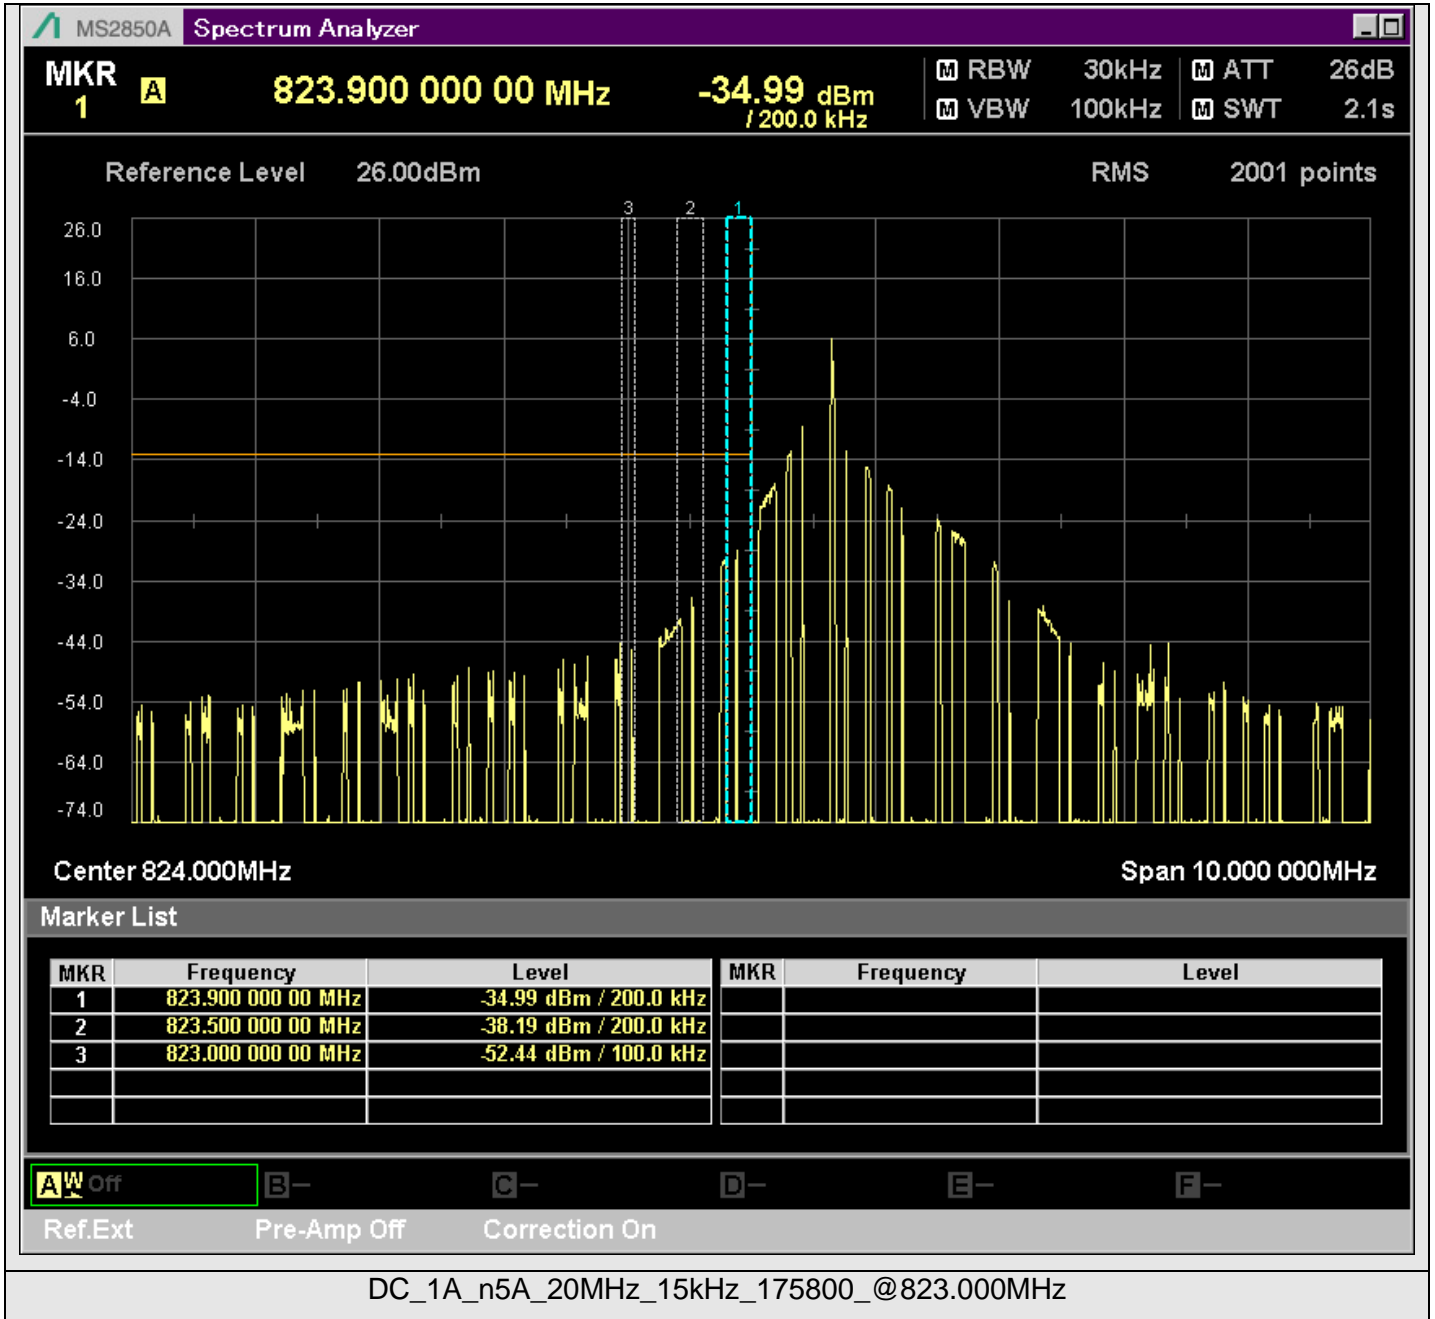 MS2850A Spectrum Analyzer
MKR 1 A 823.900 000 00 MHz -34.99 dBm / 200.0 kHz
M RBW 30kHz M ATT 26dB
M VBW 100kHz M SWT 2.1s
Reference Level 26.00dBm RMS 2001 points
3 2 1
26.0
16.0
6.0
-4.0
-14.0
-24.0
-34.0
-44.0
-54.0
-64.0
-74.0
Center 824.000MHz Span 10.000 000MHz
Marker List
MKR Frequency Level MKR Frequency Level
1 823.900 000 00 MHz -34.99 dBm / 200.0 kHz
2 823.500 000 00 MHz -38.19 dBm / 200.0 kHz
3 823.000 000 00 MHz -52.44 dBm / 100.0 kHz
A W Off B – C – D – E – F –
Ref.Ext Pre-Amp Off Correction On
DC_1A_n5A_20MHz_15kHz_175800_@823.000MHz